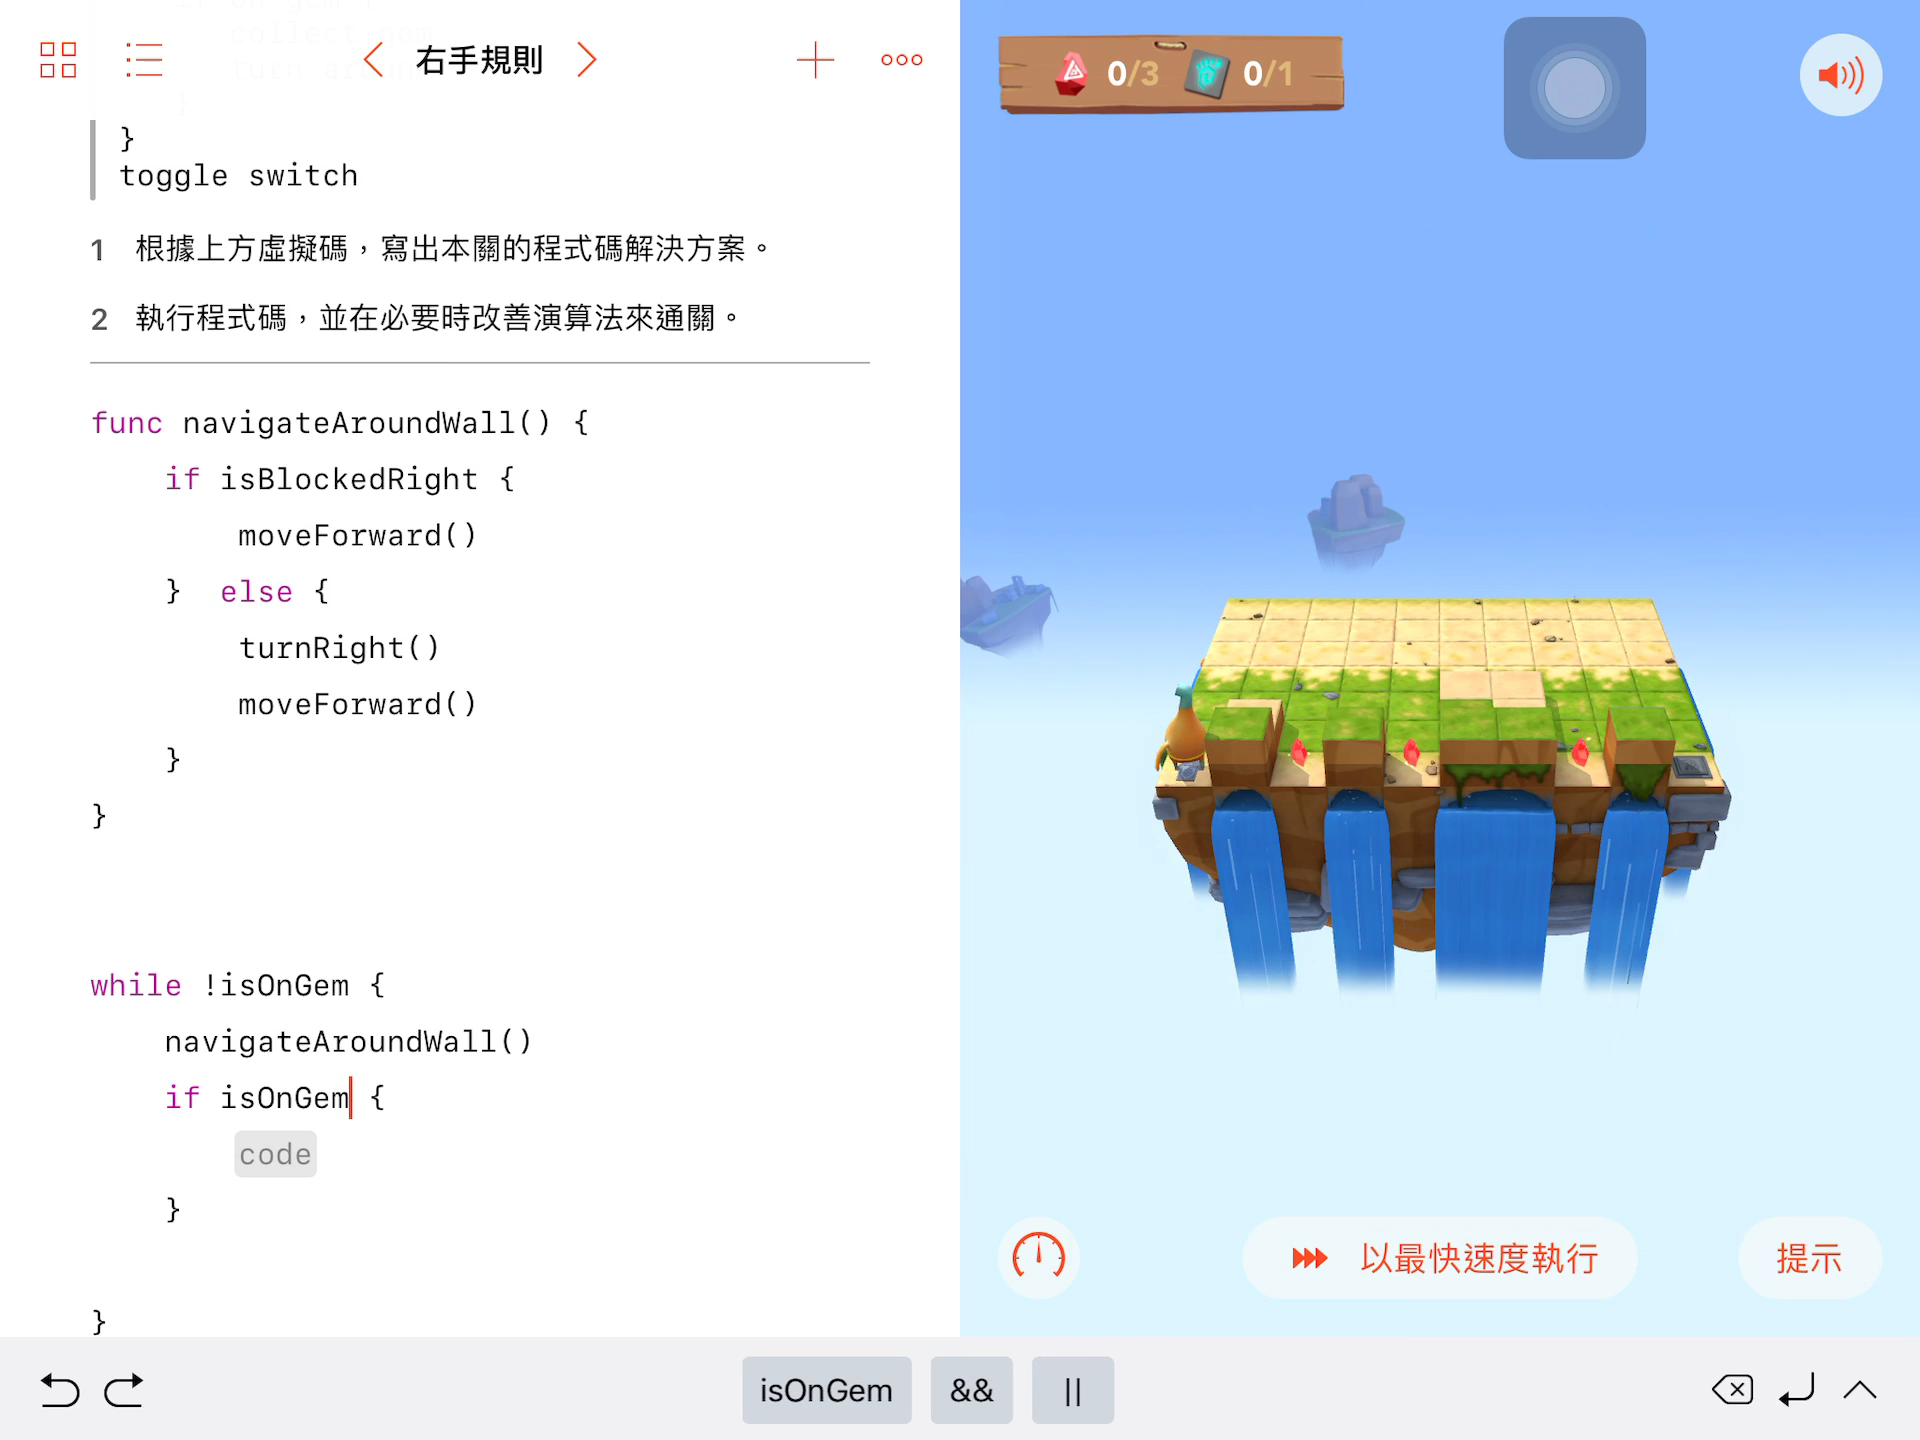 右手規則
}
toggle switch
1 根據上方虛擬碼，寫出本關的程式碼解決方案。
2 執行程式碼，並在必要時改善演算法來通關。
func navigateAroundWall() {
if isBlockedRight {
moveForward()
} else {
turnRight()
moveForward()
}
}
while !isOnGem {
navigateAroundWall()
if isOnGem {
code
}
}
0/3 0/1
以最快速度執行
提示
isOnGem && ||